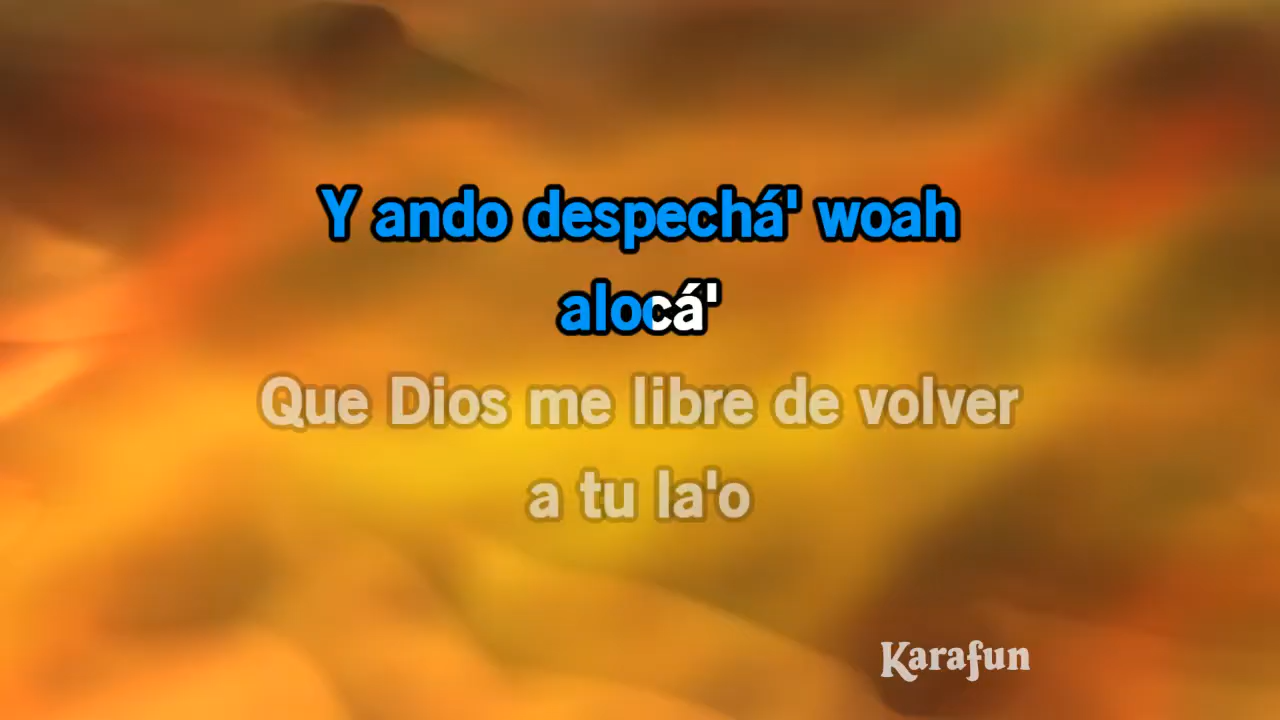 Y ando despechá' woah
alocá'
Que Dios me libre de volver
a tu la'o
Karafun